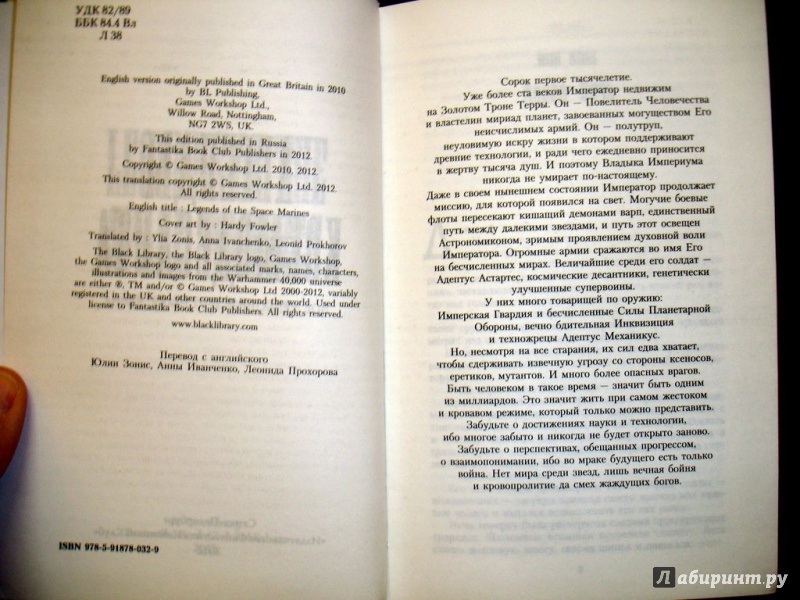 УДК 82/89
ББК 84.4 Вл
Л 38
English version originally published in Great Britain in 2010
by BL Publishing,
Games Workshop Ltd.,
Willow Road, Nottingham,
NG7 2WS, UK.
This edition published in Russia
by Fantastika Book Club Publishers in 2012.
Copyright © Games Workshop Ltd. 2010, 2012.
This translation copyright © Games Workshop Ltd. 2012.
All rights reserved.
English title : Legends of the Space Marines
Cover art by : Hardy Fowler
Translated by : Ylia Zonis, Anna Ivanchenko, Leonid Prokhorov
The Black Library, the Black Library logo, Games Workshop,
the Games Workshop logo and all associated marks, names, characters,
illustrations and images from the Warhammer 40,000 universe
are either ®, TM and/or © Games Workshop Ltd 2000-2012, variably
registered in the UK and other countries around the world. Used under
license to Fantastika Book Club Publishers. All rights reserved.
www.blacklibrary.com
Перевод с английского
Юлии Зонис, Анны Иванченко, Леонида Прохорова
ISBN 978-5-91878-032-9
Сорок первое тысячелетие.
Уже более ста веков Император недвижим
на Золотом Троне Терры. Он — Повелитель Человечества
и властелин мириад планет, завоеванных могуществом Его
неисчислимых армий. Он — полутруп,
неуловимую искру жизни в котором поддерживают
древние технологии, и ради чего ежедневно приносится
в жертву тысяча душ. И поэтому Владыка Империума
никогда не умирает по-настоящему.
Даже в своем нынешнем состоянии Император продолжает
миссию, для которой появился на свет. Могучие боевые
флоты пересекают кишащий демонами варп, единственный
путь между далекими звездами, и путь этот освещен
Астрономиконом, зримым проявлением духовной воли
Императора. Огромные армии сражаются во имя Его
на бесчисленных мирах. Величайшие среди его солдат —
Адептус Астартес, космические десантники, генетически
улучшенные супервоины.
У них много товарищей по оружию:
Имперская Гвардия и бесчисленные Силы Планетарной
Обороны, вечно бдительная Инквизиция
и техножрецы Адептус Механикус.
Но, несмотря на все старания, их сил едва хватает,
чтобы сдерживать извечную угрозу со стороны ксеносов,
еретиков, мутантов. И много более опасных врагов.
Быть человеком в такое время — значит быть одним
из миллиардов. Это значит жить при самом жестоком
и кровавом режиме, который только можно представить.
Забудьте о достижениях науки и технологии,
ибо многое забыто и никогда не будет открыто заново.
Забудьте о перспективах, обещанных прогрессом,
о взаимопонимании, ибо во мраке будущего есть только
война. Нет мира среди звезд, лишь вечная бойня
и кровопролитие да смех жаждущих богов.
Лабиринт.ру